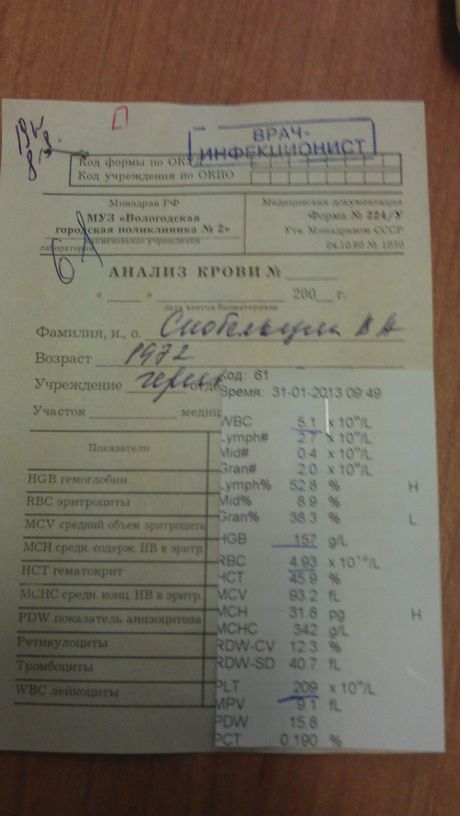 ВРАЧ-
ИНФЕКЦИОНИСТ
Код формы по ОКУ
Код учреждения по ОКПО
Минздрав РФ
МУЗ «Вологодская
городская поликлиника № 2»
наименование учреждения
лаборатория
Медицинская документация
Форма № 224/У
Утв. Минздравом СССР
04.10.80 № 1030
61
АНАЛИЗ КРОВИ №
« » 200 г.
дата взятия биоматериала
Фамилия, и., о.
Возраст 1972
Учреждение
Участок медиц
Код: 61
Время: 31-01-2013 09:49
Показатели
HGB гемоглобин
RBC эритроциты
MCV средний объем эритроцита
MCH средн. содерж. HB в эритр.
HCT гематокрит
MCHC средн. конц. HB в эритр.
PDW показатель анизоцитоза
Ретикулоциты
Тромбоциты
WBC лейкоциты
WBC 5.1 x 10⁹/L
Lymph# 2.7 x 10⁹/L
Mid# 0.4 x 10⁹/L
Gran# 2.0 x 10⁹/L
Lymph% 52.8 % H
Mid% 8.9 %
Gran% 38.3 % L
HGB 157 g/L
RBC 4.93 x 10¹²/L
HCT 45.9 %
MCV 93.2 fL
MCH 31.8 pg H
MCHC 342 g/L
RDW-CV 12.3 %
RDW-SD 40.7 fL
PLT 209 x 10⁹/L
MPV 9.1 fL
PDW 15.8
PCT 0.190 %